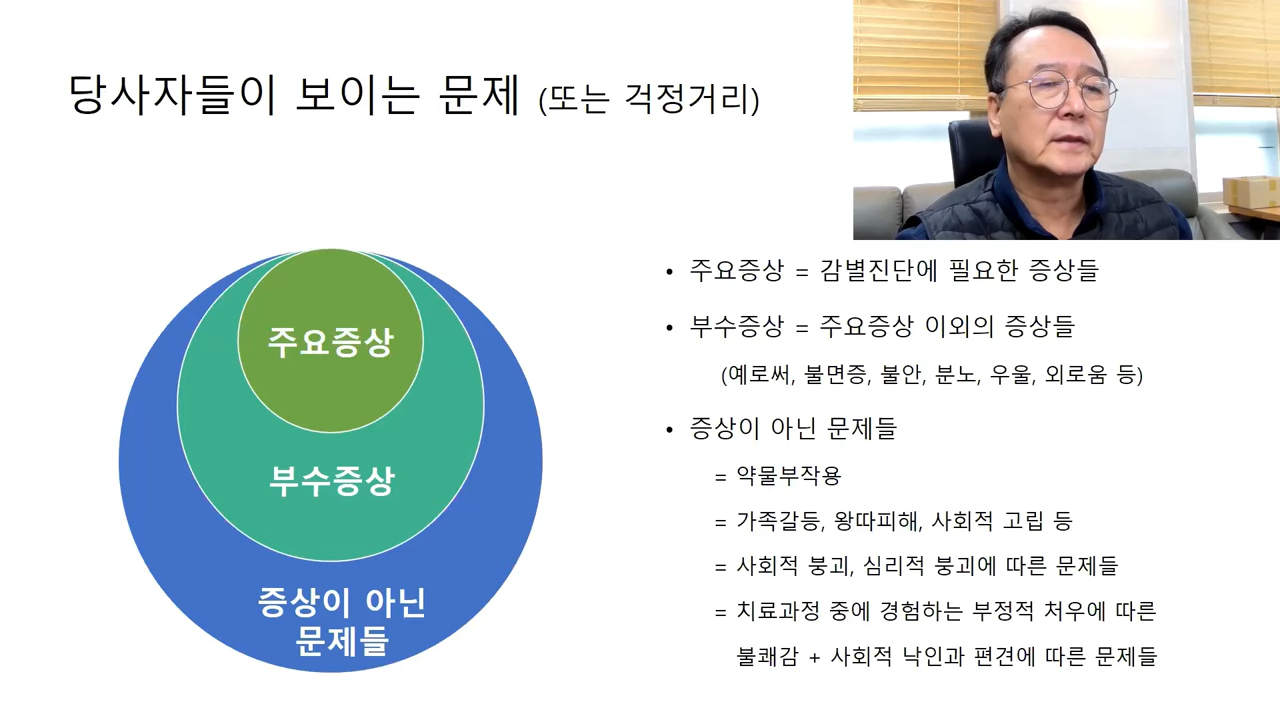 당사자들이 보이는 문제 (또는 걱정거리)
주요증상
부수증상
증상이 아닌
문제들
• 주요증상 = 감별진단에 필요한 증상들
• 부수증상 = 주요증상 이외의 증상들
(예로써, 불면증, 불안, 분노, 우울, 외로움 등)
• 증상이 아닌 문제들
= 약물부작용
= 가족갈등, 왕따피해, 사회적 고립 등
= 사회적 붕괴, 심리적 붕괴에 따른 문제들
= 치료과정 중에 경험하는 부정적 처우에 따른
불쾌감 + 사회적 낙인과 편견에 따른 문제들